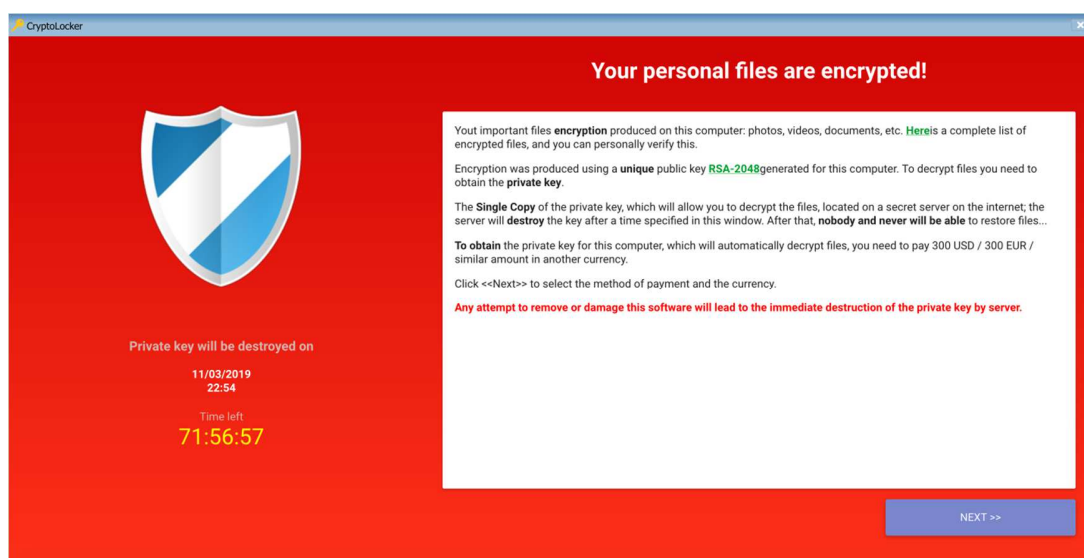 CryptoLocker
Your personal files are encrypted!
Yout important files encryption produced on this computer: photos, videos, documents, etc. Hereis a complete list of
encrypted files, and you can personally verify this.
Encryption was produced using a unique public key RSA-2048generated for this computer. To decrypt files you need to
obtain the private key.
The Single Copy of the private key, which will allow you to decrypt the files, located on a secret server on the internet; the
server will destroy the key after a time specified in this window. After that, nobody and never will be able to restore files...
To obtain the private key for this computer, which will automatically decrypt files, you need to pay 300 USD / 300 EUR /
similar amount in another currency.
Click <<Next>> to select the method of payment and the currency.
Any attempt to remove or damage this software will lead to the immediate destruction of the private key by server.
Private key will be destroyed on
11/03/2019
22:54
Time left
71:56:57
NEXT >>